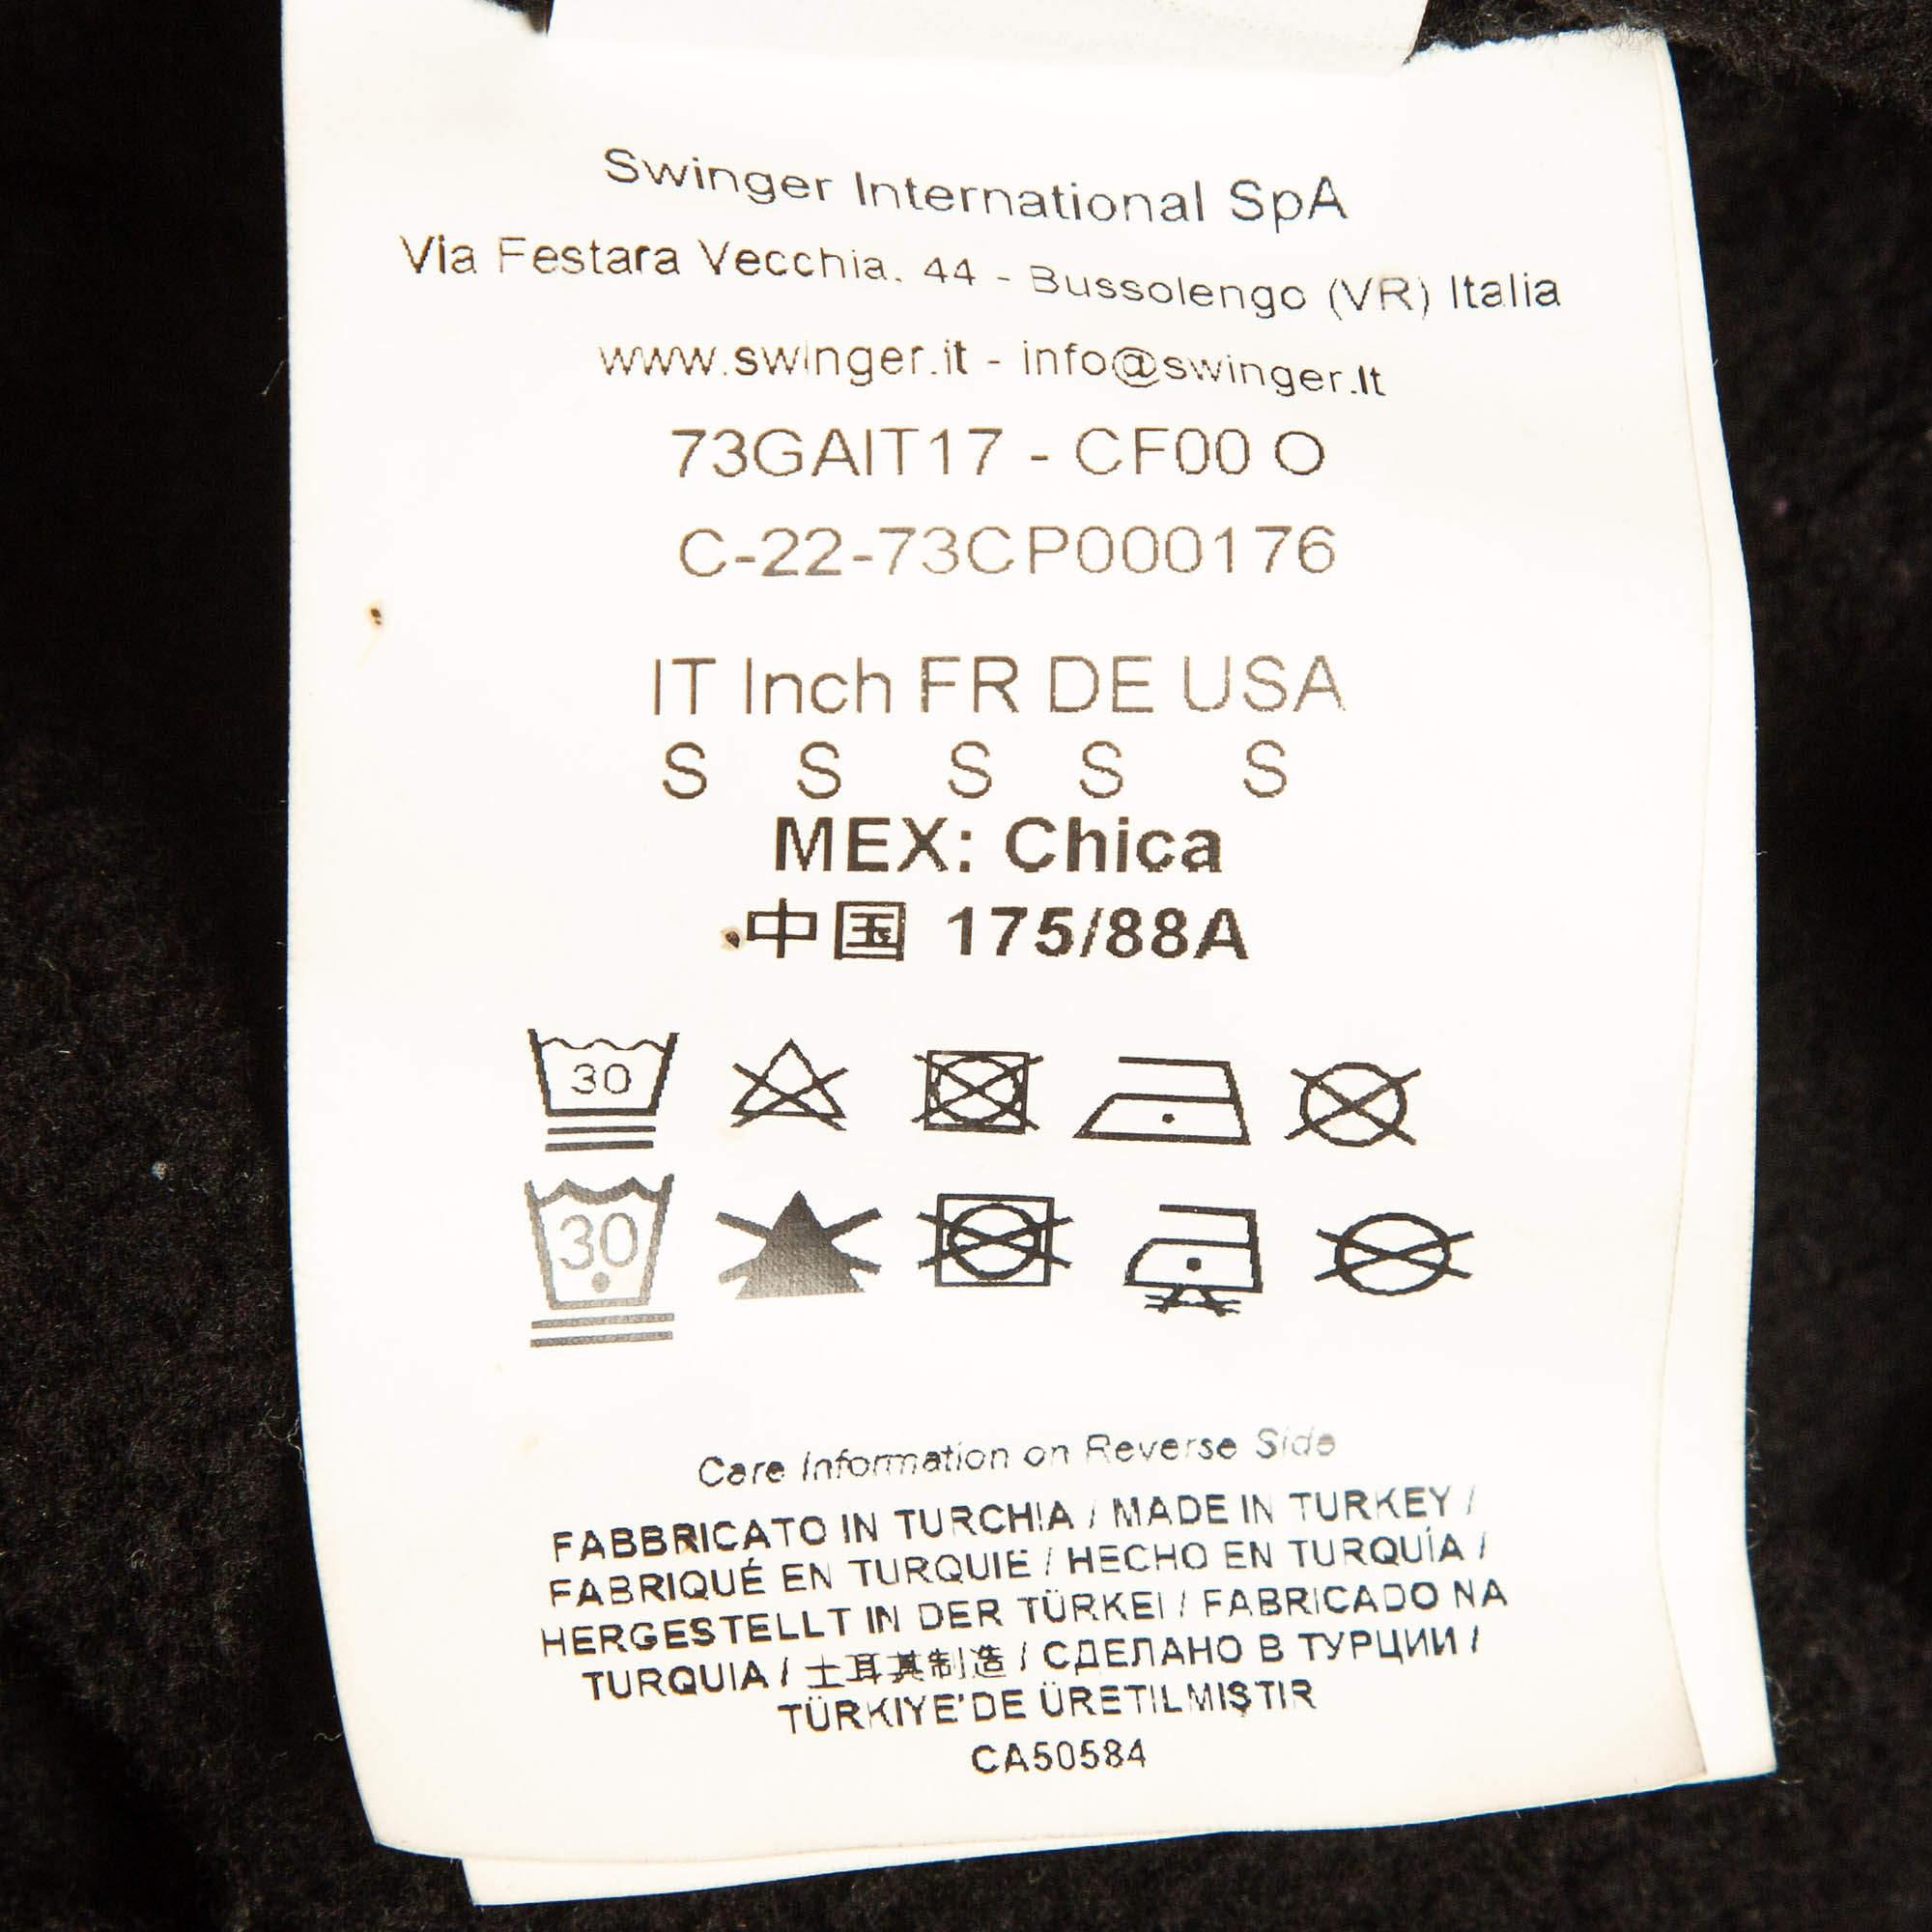 Swinger International SpA
Via Festara Vecchia. 44 - Bussolengo (VR) Italia
www.swinger.it - info@swinger.it
73GAIT17 - CF00 O
C-22-73CP000176
IT Inch FR DE USA
S S S S S
MEX: Chica
中国 175/88A
30
30
Care Information on Reverse Side
FABBRICATO IN TURCHIA / MADE IN TURKEY /
FABRIQUÉ EN TURQUIE / HECHO EN TURQUÍA /
HERGESTELLT IN DER TÜRKEI / FABRICADO NA
TURQUIA / 土耳其制造 / СДЕЛАНО В ТУРЦИИ /
TÜRKIYE'DE ÜRETILMIŞTIR
CA50584